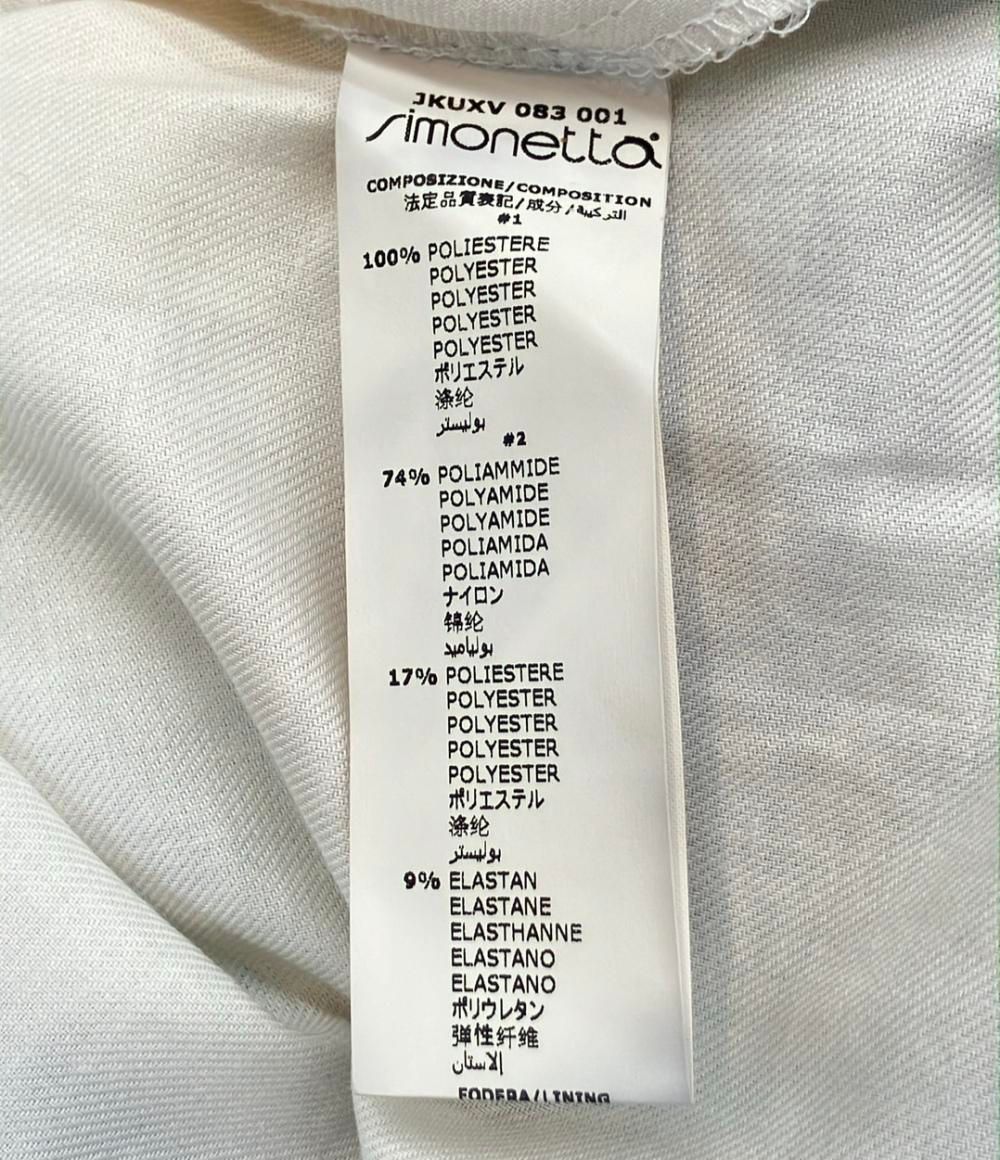 JKUXV 083 001
simonetta
COMPOSIZIONE/COMPOSITION
法定品質表記/成分/التركيبة
#1
100% POLIESTERE
POLYESTER
POLYESTER
POLYESTER
POLYESTER
ポリエステル
涤纶
بوليستر
#2
74% POLIAMMIDE
POLYAMIDE
POLYAMIDE
POLIAMIDA
POLIAMIDA
ナイロン
锦纶
بولياميد
17% POLIESTERE
POLYESTER
POLYESTER
POLYESTER
POLYESTER
ポリエステル
涤纶
بوليستر
9% ELASTAN
ELASTANE
ELASTHANNE
ELASTANO
ELASTANO
ポリウレタン
弹性纤维
الاستان
FODERA/LINING